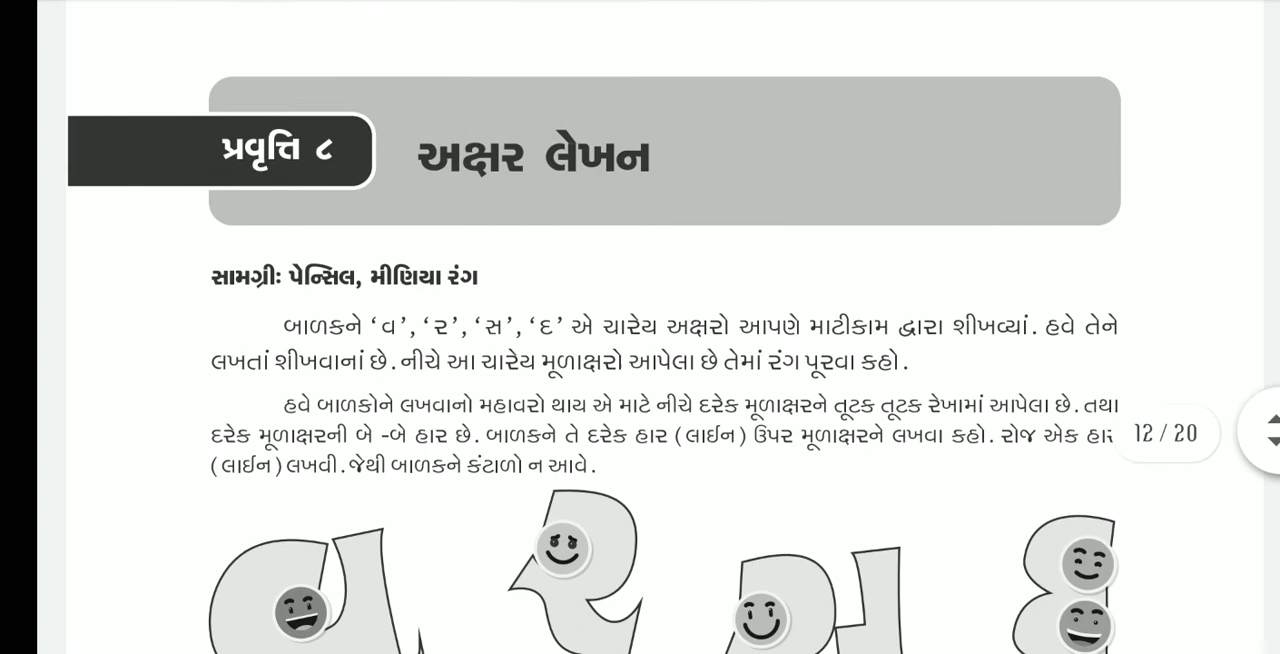 પ્રવૃત્તિ ૮
અક્ષર લેખન
સામગ્રીઃ પેન્સિલ, મીણિયા રંગ
બાળકને ‘વ’, ‘ર’, ‘સ’, ‘દ’ એ ચારેય અક્ષરો આપણે માટીકામ દ્વારા શીખવ્યાં. હવે તેને
લખતાં શીખવાનાં છે. નીચે આ ચારેય મૂળાક્ષરો આપેલા છે તેમાં રંગ પૂરવા કહો.
હવે બાળકોને લખવાનો મહાવરો થાય એ માટે નીચે દરેક મૂળાક્ષરને તૂટક તૂટક રેખામાં આપેલા છે. તથા
દરેક મૂળાક્ષરની બે -બે હાર છે. બાળકને તે દરેક હાર (લાઈન) ઉપર મૂળાક્ષરને લખવા કહો. રોજ એક હાર
(લાઈન) લખવી. જેથી બાળકને કંટાળો ન આવે.
12 / 20
વ ર સ દ